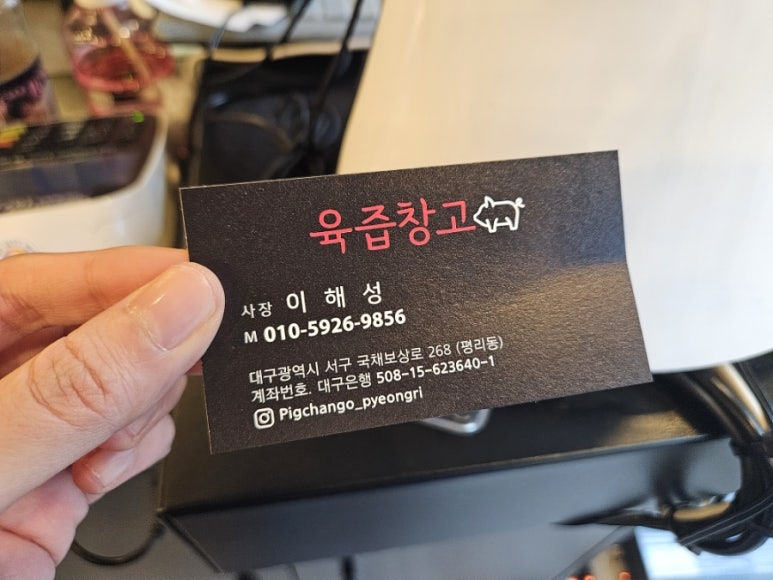 육즙창고
사장 이해성
M 010-5926-9856
대구광역시 서구 국채보상로 268 (평리동)
계좌번호. 대구은행 508-15-623640-1
Pigchango_pyeongri